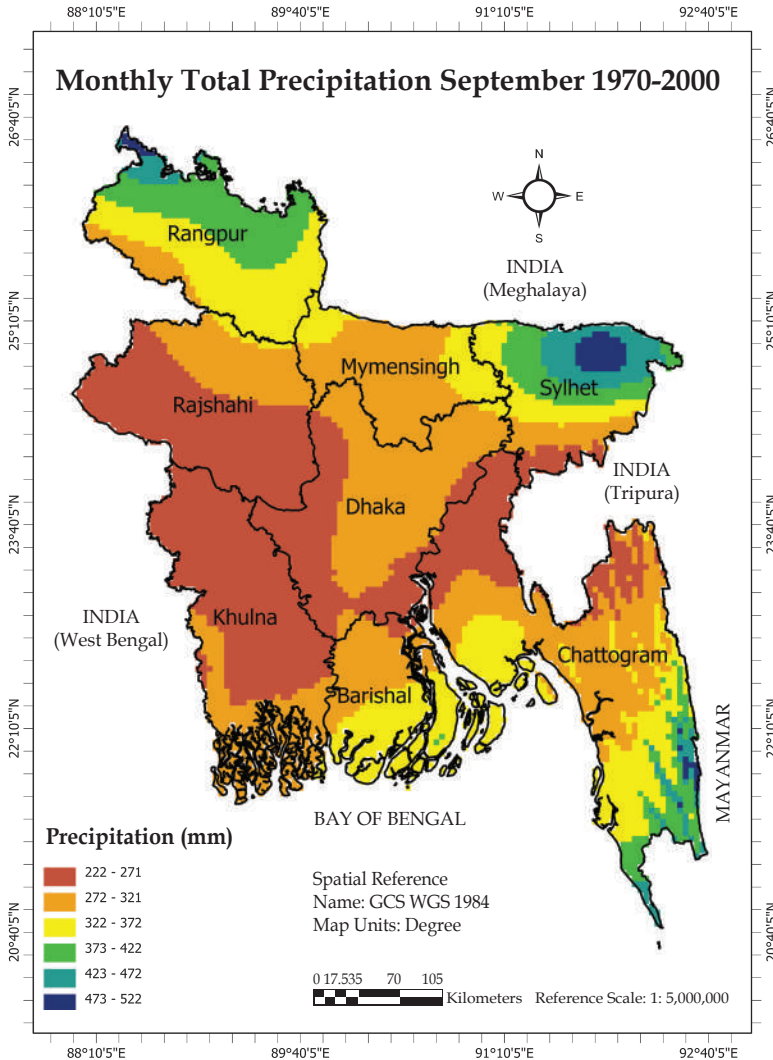 88°10'5"E 89°40'5"E 91°10'5"E 92°40'5"E
Monthly Total Precipitation September 1970-2000
26°40'5"N
26°40'5"N
N
W E
S
Rangpur
INDIA
(Meghalaya)
25°10'5"N
25°10'5"N
Mymensingh
Sylhet
Rajshahi
INDIA
(Tripura)
23°40'5"N
23°40'5"N
Dhaka
INDIA
(West Bengal)
Khulna
Chattogram
Barishal
22°10'5"N
22°10'5"N
MAYANMAR
BAY OF BENGAL
Precipitation (mm)
222 - 271
272 - 321
322 - 372
373 - 422
423 - 472
473 - 522
Spatial Reference
Name: GCS WGS 1984
Map Units: Degree
20°40'5"N
20°40'5"N
0 17.535 70 105
Kilometers Reference Scale: 1: 5,000,000
88°10'5"E 89°40'5"E 91°10'5"E 92°40'5"E